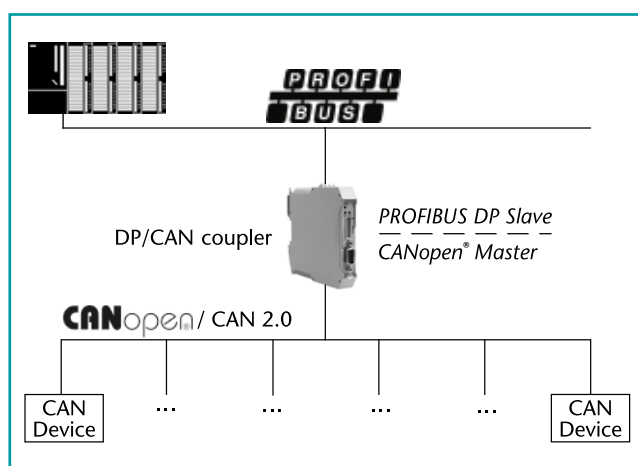 PROFI
BUS
DP/CAN coupler
PROFIBUS DP Slave
CANopen® Master
CANopen® / CAN 2.0
... ... ... ...
CAN
Device
CAN
Device